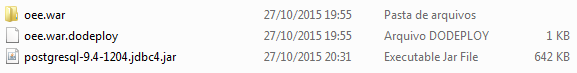 oee.war 27/10/2015 19:55 Pasta de arquivos
oee.war.dodeploy 27/10/2015 19:55 Arquivo DODEPLOY 1 KB
postgresql-9.4-1204.jdbc4.jar 27/10/2015 20:31 Executable Jar File 642 KB